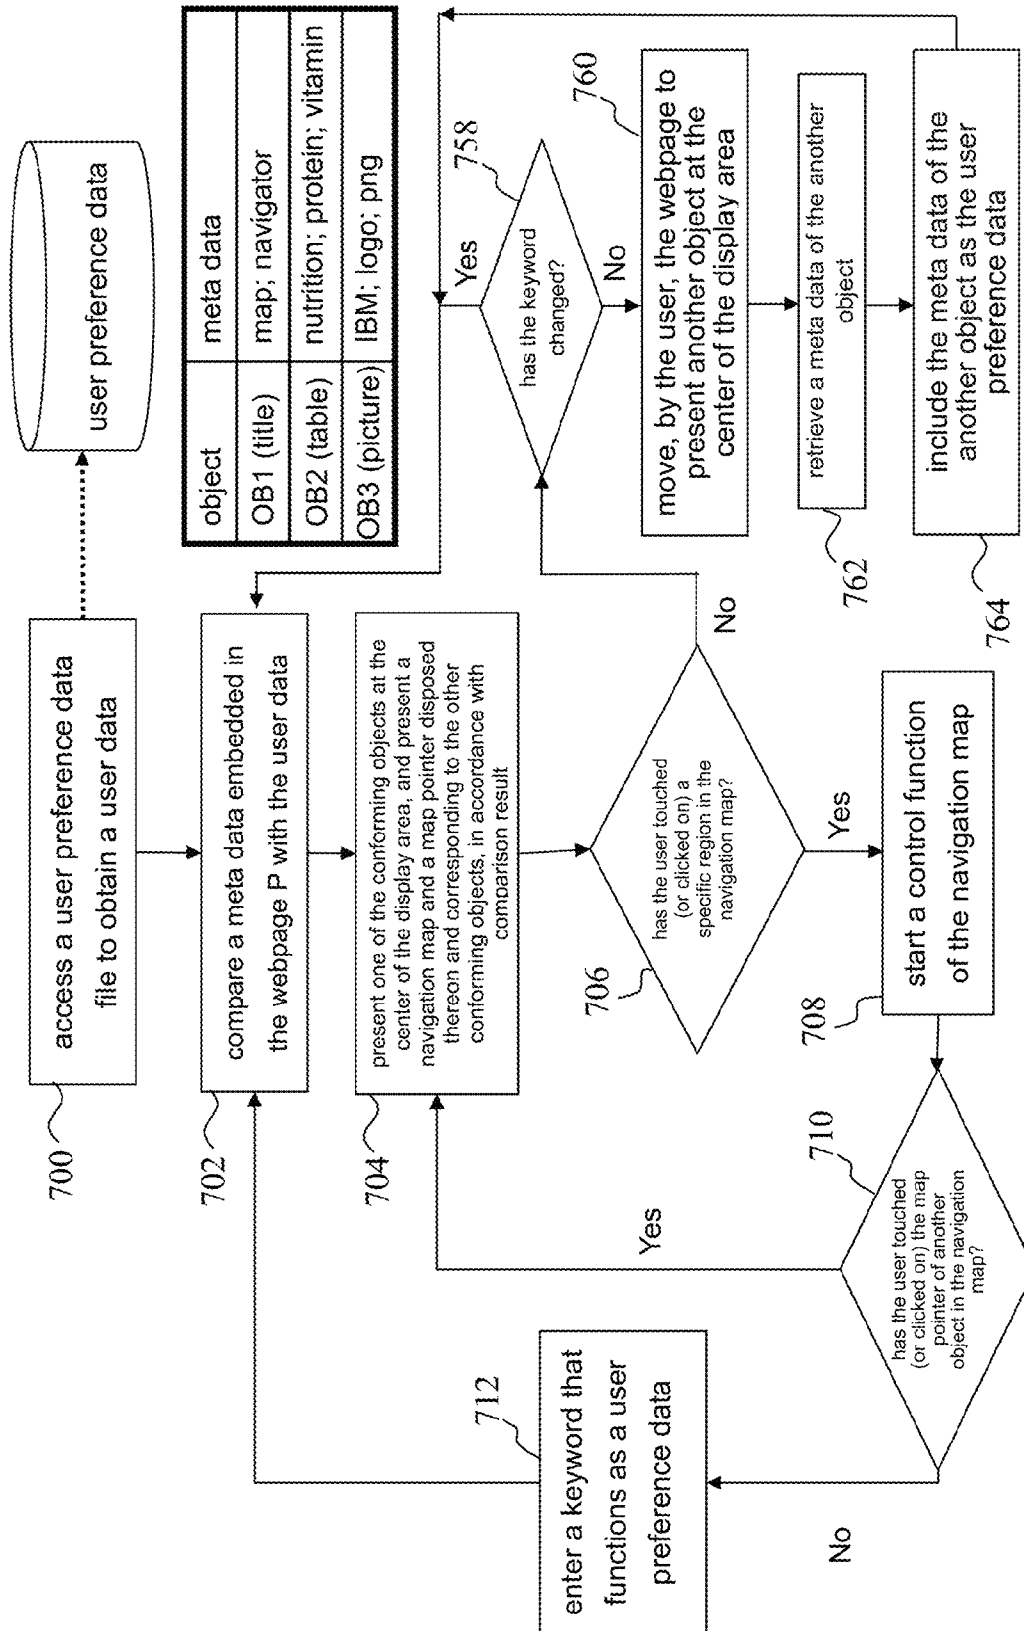 user preference data
object
meta data
OB1 (title)
map; navigator
OB2 (table)
nutrition; protein; vitamin
OB3 (picture)
IBM; logo; png
access a user preference data
file to obtain a user data
700
compare a meta data embedded in
the webpage P with the user data
702
present one of the conforming objects at the
center of the display area, and present a
navigation map and a map pointer disposed
thereon and corresponding to the other
conforming objects, in accordance with
comparison result
704
has the user touched
(or clicked on) a
specific region in the
navigation map?
706
No
Yes
start a control function
of the navigation map
708
has the user touched
(or clicked on) the map
pointer of another
object in the navigation
map?
710
Yes
No
enter a keyword that
functions as a user
preference data
712
has the keyword
changed?
758
Yes
No
move, by the user, the webpage to
present another object at the
center of the display area
760
retrieve a meta data of the another
object
762
include the meta data of the
another object as the user
preference data
764